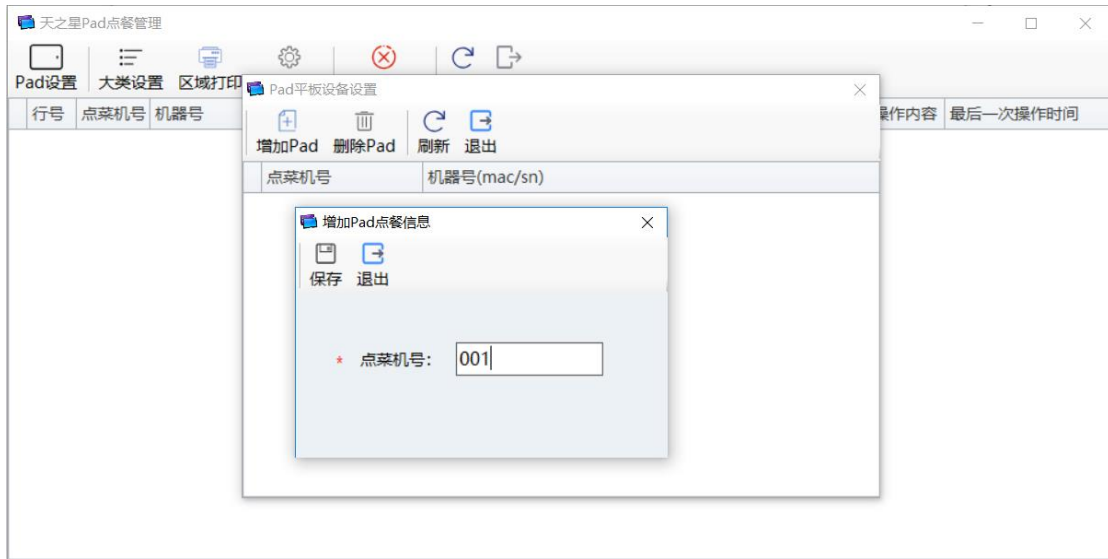 天之星Pad点餐管理
Pad设置 大类设置 区域打印
行号 点菜机号 机器号 操作内容 最后一次操作时间
Pad平板设备设置
增加Pad 删除Pad 刷新 退出
点菜机号 机器号(mac/sn)
增加Pad点餐信息
保存 退出
* 点菜机号: 001